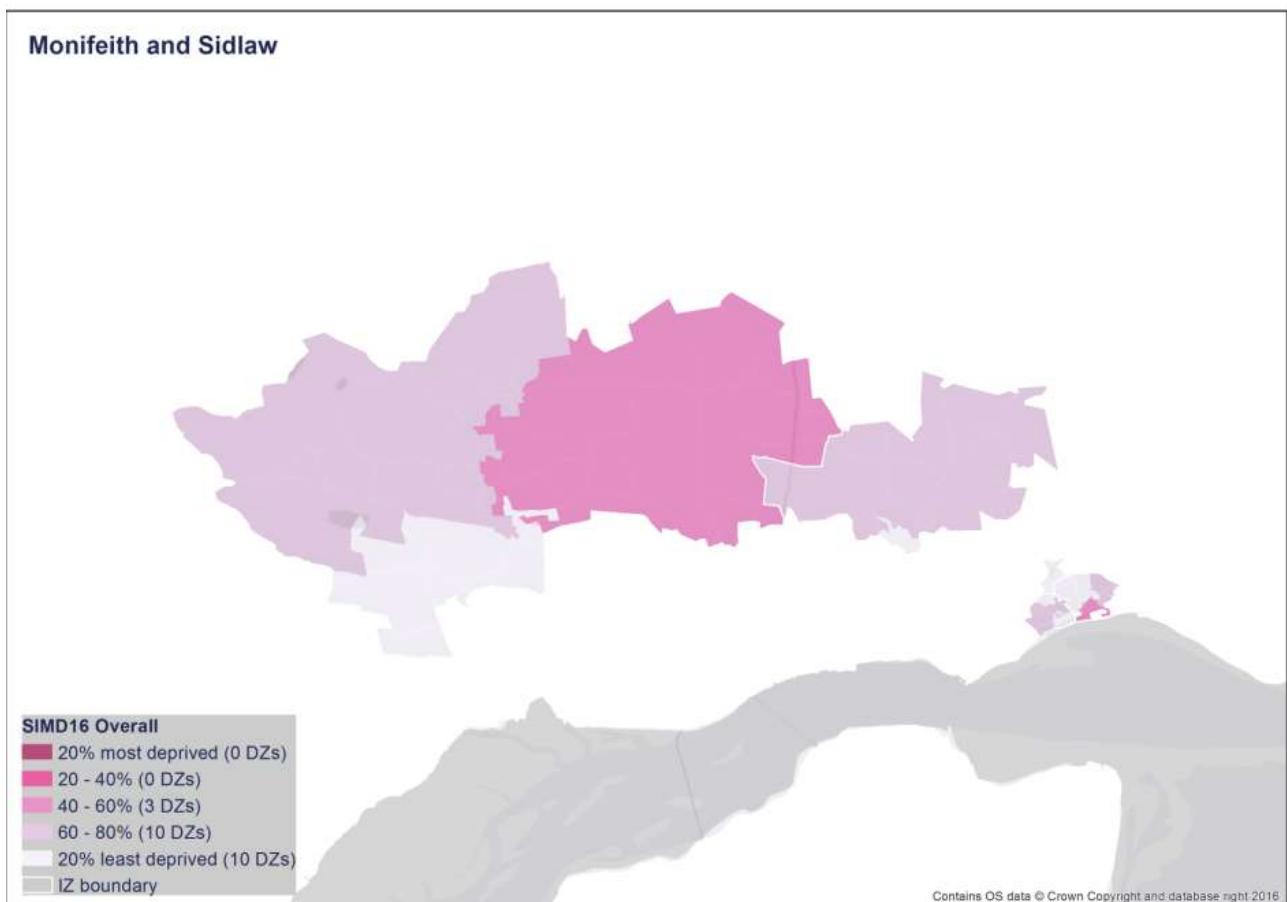 Monifeith and Sidlaw
SIMD16 Overall
20% most deprived (0 DZs)
20 - 40% (0 DZs)
40 - 60% (3 DZs)
60 - 80% (10 DZs)
20% least deprived (10 DZs)
IZ boundary
Contains OS data © Crown Copyright and database right 2016